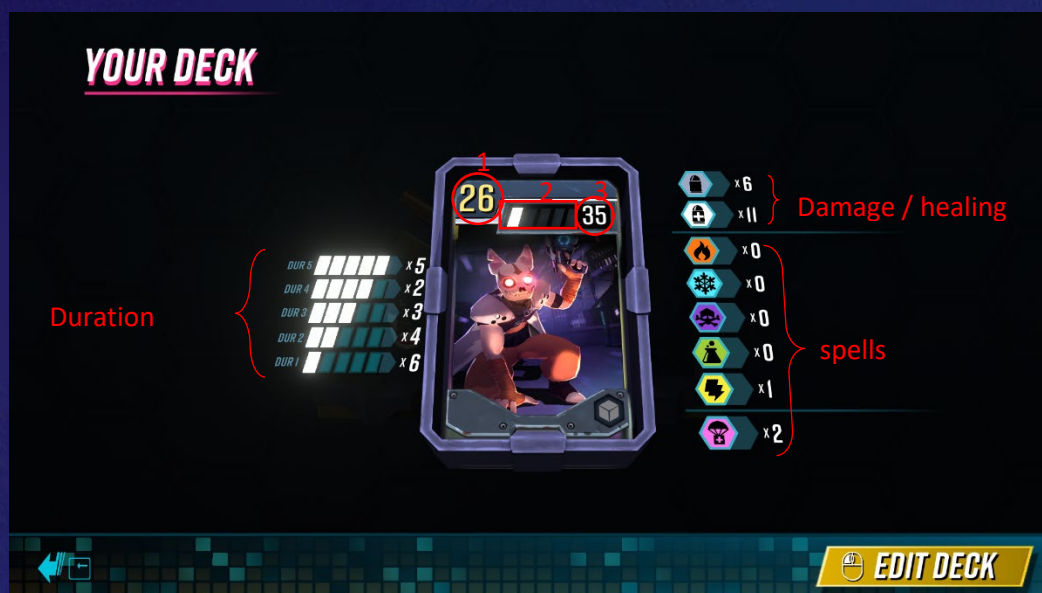 YOUR DECK
1
2
3
26
35
x6
x11
Damage / healing
Duration
DUR 5 x5
DUR 4 x2
DUR 3 x3
DUR 2 x4
DUR 1 x6
x0
x0
x0
x0
x1
x2
spells
EDIT DECK